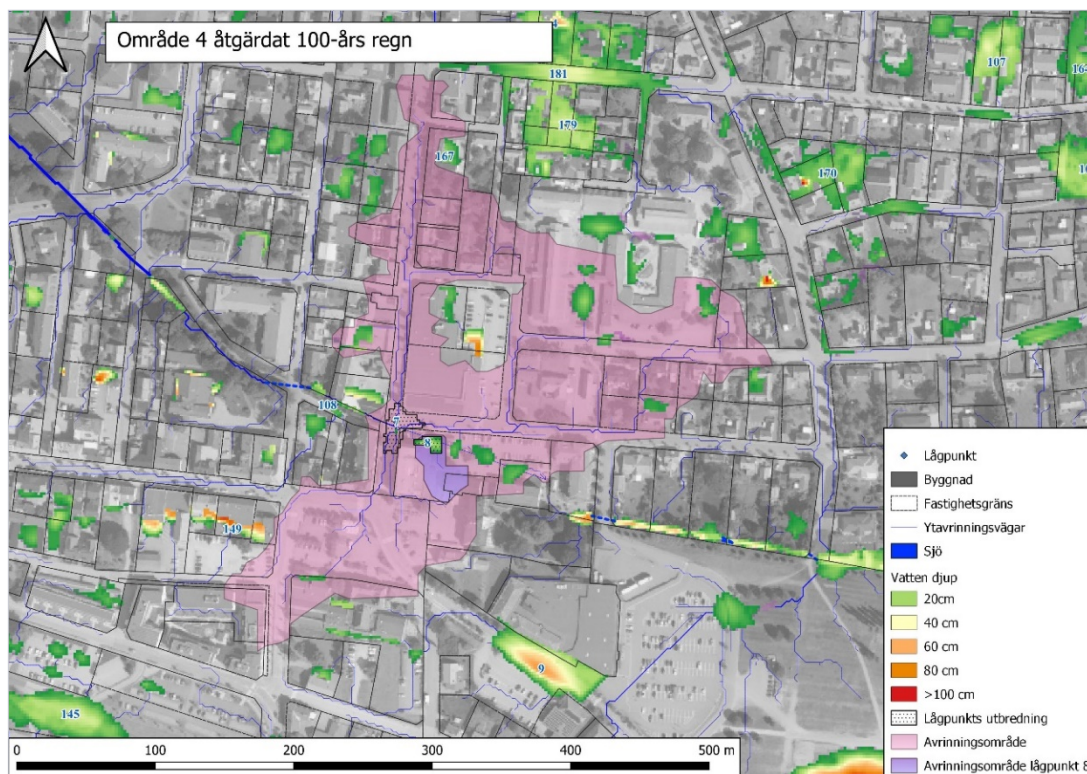 Område 4 åtgärdat 100-års regn
4
181
107
164
179
167
170
7
108
8
149
9
145
Lågpunkt
Byggnad
Fastighetsgräns
Ytavrinningsvägar
Sjö
Vatten djup
20cm
40 cm
60 cm
80 cm
>100 cm
Lågpunkts utbredning
Avrinningsområde
Avrinningsområde lågpunkt 8
0 100 200 300 400 500 m